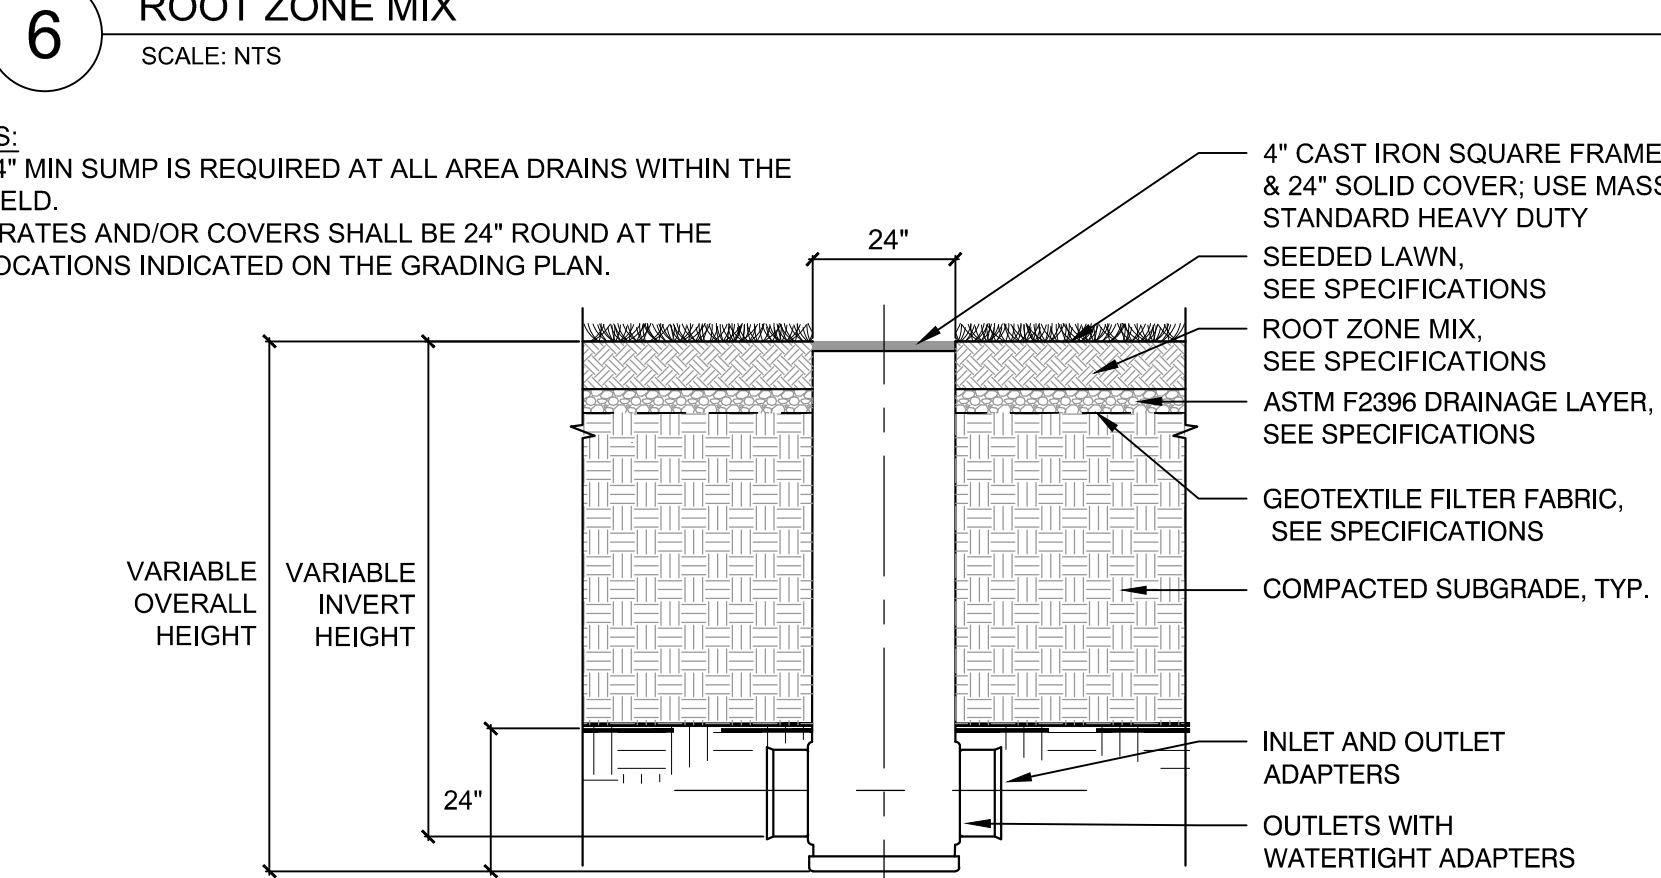 6
ROOT ZONE MIX
SCALE: NTS
S:
4" MIN SUMP IS REQUIRED AT ALL AREA DRAINS WITHIN THE
ELD.
RATES AND/OR COVERS SHALL BE 24" ROUND AT THE
OCATIONS INDICATED ON THE GRADING PLAN.
24"
4" CAST IRON SQUARE FRAME
& 24" SOLID COVER; USE MASS
STANDARD HEAVY DUTY
SEEDED LAWN,
SEE SPECIFICATIONS
ROOT ZONE MIX,
SEE SPECIFICATIONS
ASTM F2396 DRAINAGE LAYER,
SEE SPECIFICATIONS
GEOTEXTILE FILTER FABRIC,
SEE SPECIFICATIONS
COMPACTED SUBGRADE, TYP.
VARIABLE
OVERALL
HEIGHT
VARIABLE
INVERT
HEIGHT
24"
INLET AND OUTLET
ADAPTERS
OUTLETS WITH
WATERTIGHT ADAPTERS